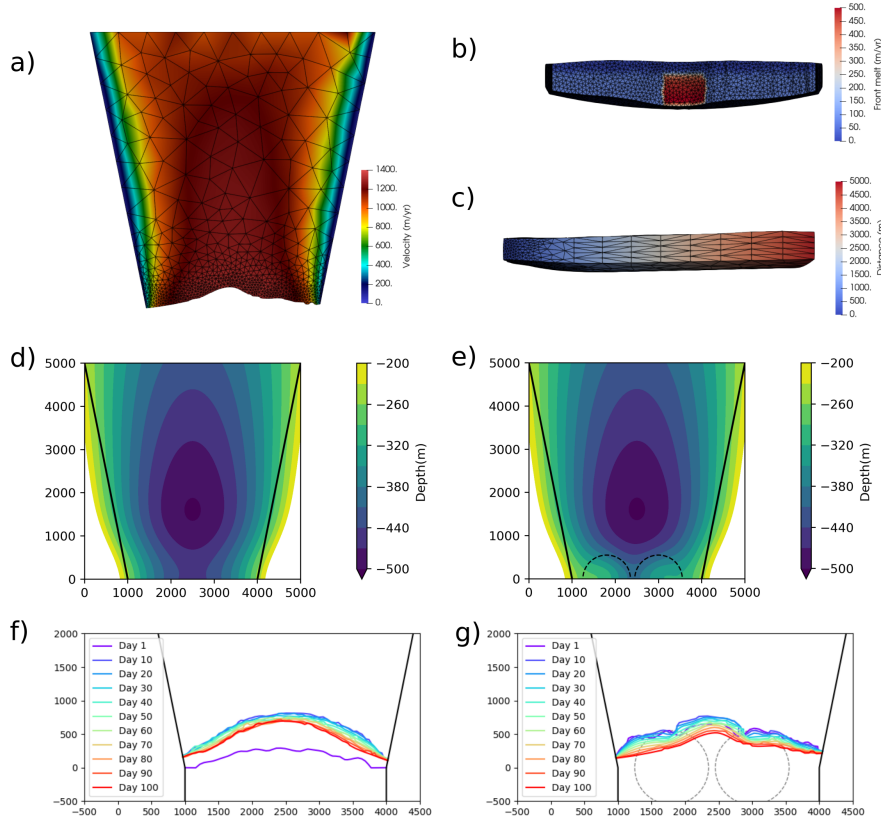 a)
1400.
1200.
1000.
800.
600.
400.
200.
0.
Velocity (m/yr)
b)
500.
450.
400.
350.
300.
250.
200.
150.
100.
50.
0.
Front melt (m/yr)
c)
5000.
4500.
4000.
3500.
3000.
2500.
2000.
1500.
1000.
500.
0.
Distance (m)
d)
5000
4000
3000
2000
1000
0
0 1000 2000 3000 4000 5000
−200
−260
−320
−380
−440
−500
Depth(m)
e)
5000
4000
3000
2000
1000
0
0 1000 2000 3000 4000 5000
−200
−260
−320
−380
−440
−500
Depth(m)
f)
2000
1500
1000
500
0
−500
Day 1
Day 10
Day 20
Day 30
Day 40
Day 50
Day 60
Day 70
Day 80
Day 90
Day 100
−500 0 500 1000 1500 2000 2500 3000 3500 4000 4500
g)
2000
1500
1000
500
0
−500
Day 1
Day 10
Day 20
Day 30
Day 40
Day 50
Day 60
Day 70
Day 80
Day 90
Day 100
−500 0 500 1000 1500 2000 2500 3000 3500 4000 4500